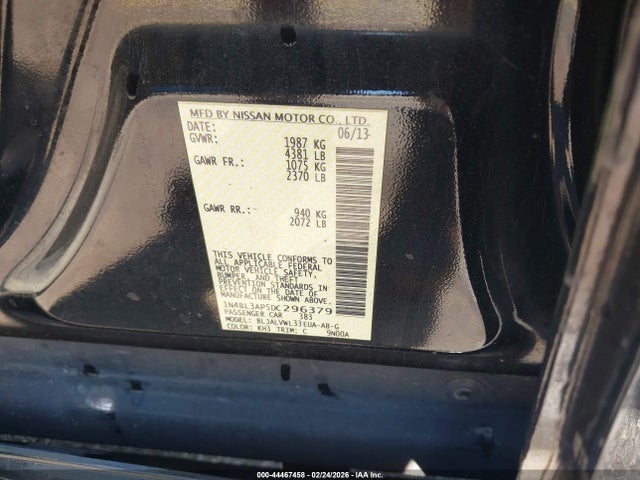 MFD BY NISSAN MOTOR CO., LTD.
DATE: 06/13
GVWR: 1987 KG
4381 LB
GAWR FR: 1075 KG
2370 LB
GAWR RR: 940 KG
2072 LB
THIS VEHICLE CONFORMS TO
ALL APPLICABLE FEDERAL
MOTOR VEHICLE SAFETY,
BUMPER, AND THEFT
PREVENTION STANDARDS
IN EFFECT ON THE DATE OF
MANUFACTURE SHOWN ABOVE.
1N4BL3AP5DC296379
PASSENGER CAR 383
MODEL: BLJALVWL33EUA-AB-G
COLOR: KH3 TRIM: C 9N00A
000-44467458 - 02/24/2026 - IAA Inc.